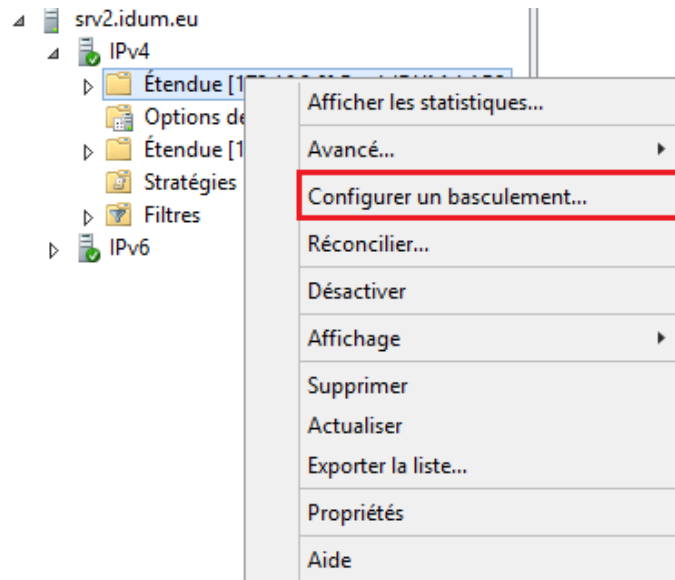 srv2.idum.eu
IPv4
Étendue [1
Options de
Étendue [1
Stratégies
Filtres
IPv6
Afficher les statistiques...
Avancé...
Configurer un basculement...
Réconcilier...
Désactiver
Affichage
Supprimer
Actualiser
Exporter la liste...
Propriétés
Aide